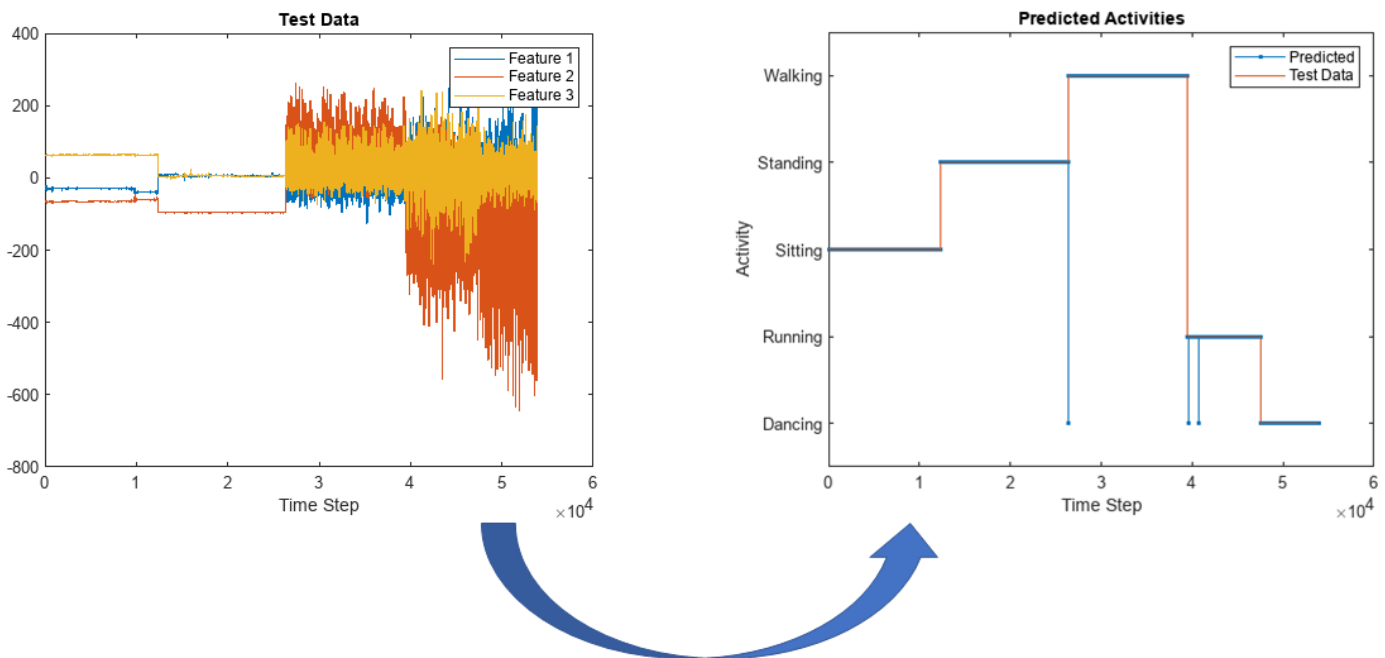 Test Data
400
200
0
-200
-400
-600
-800
Feature 1
Feature 2
Feature 3
0 1 2 3 4 5 6
Time Step
×10^4
Predicted Activities
Walking
Standing
Sitting
Running
Dancing
Activity
Predicted
Test Data
0 1 2 3 4 5 6
Time Step
×10^4